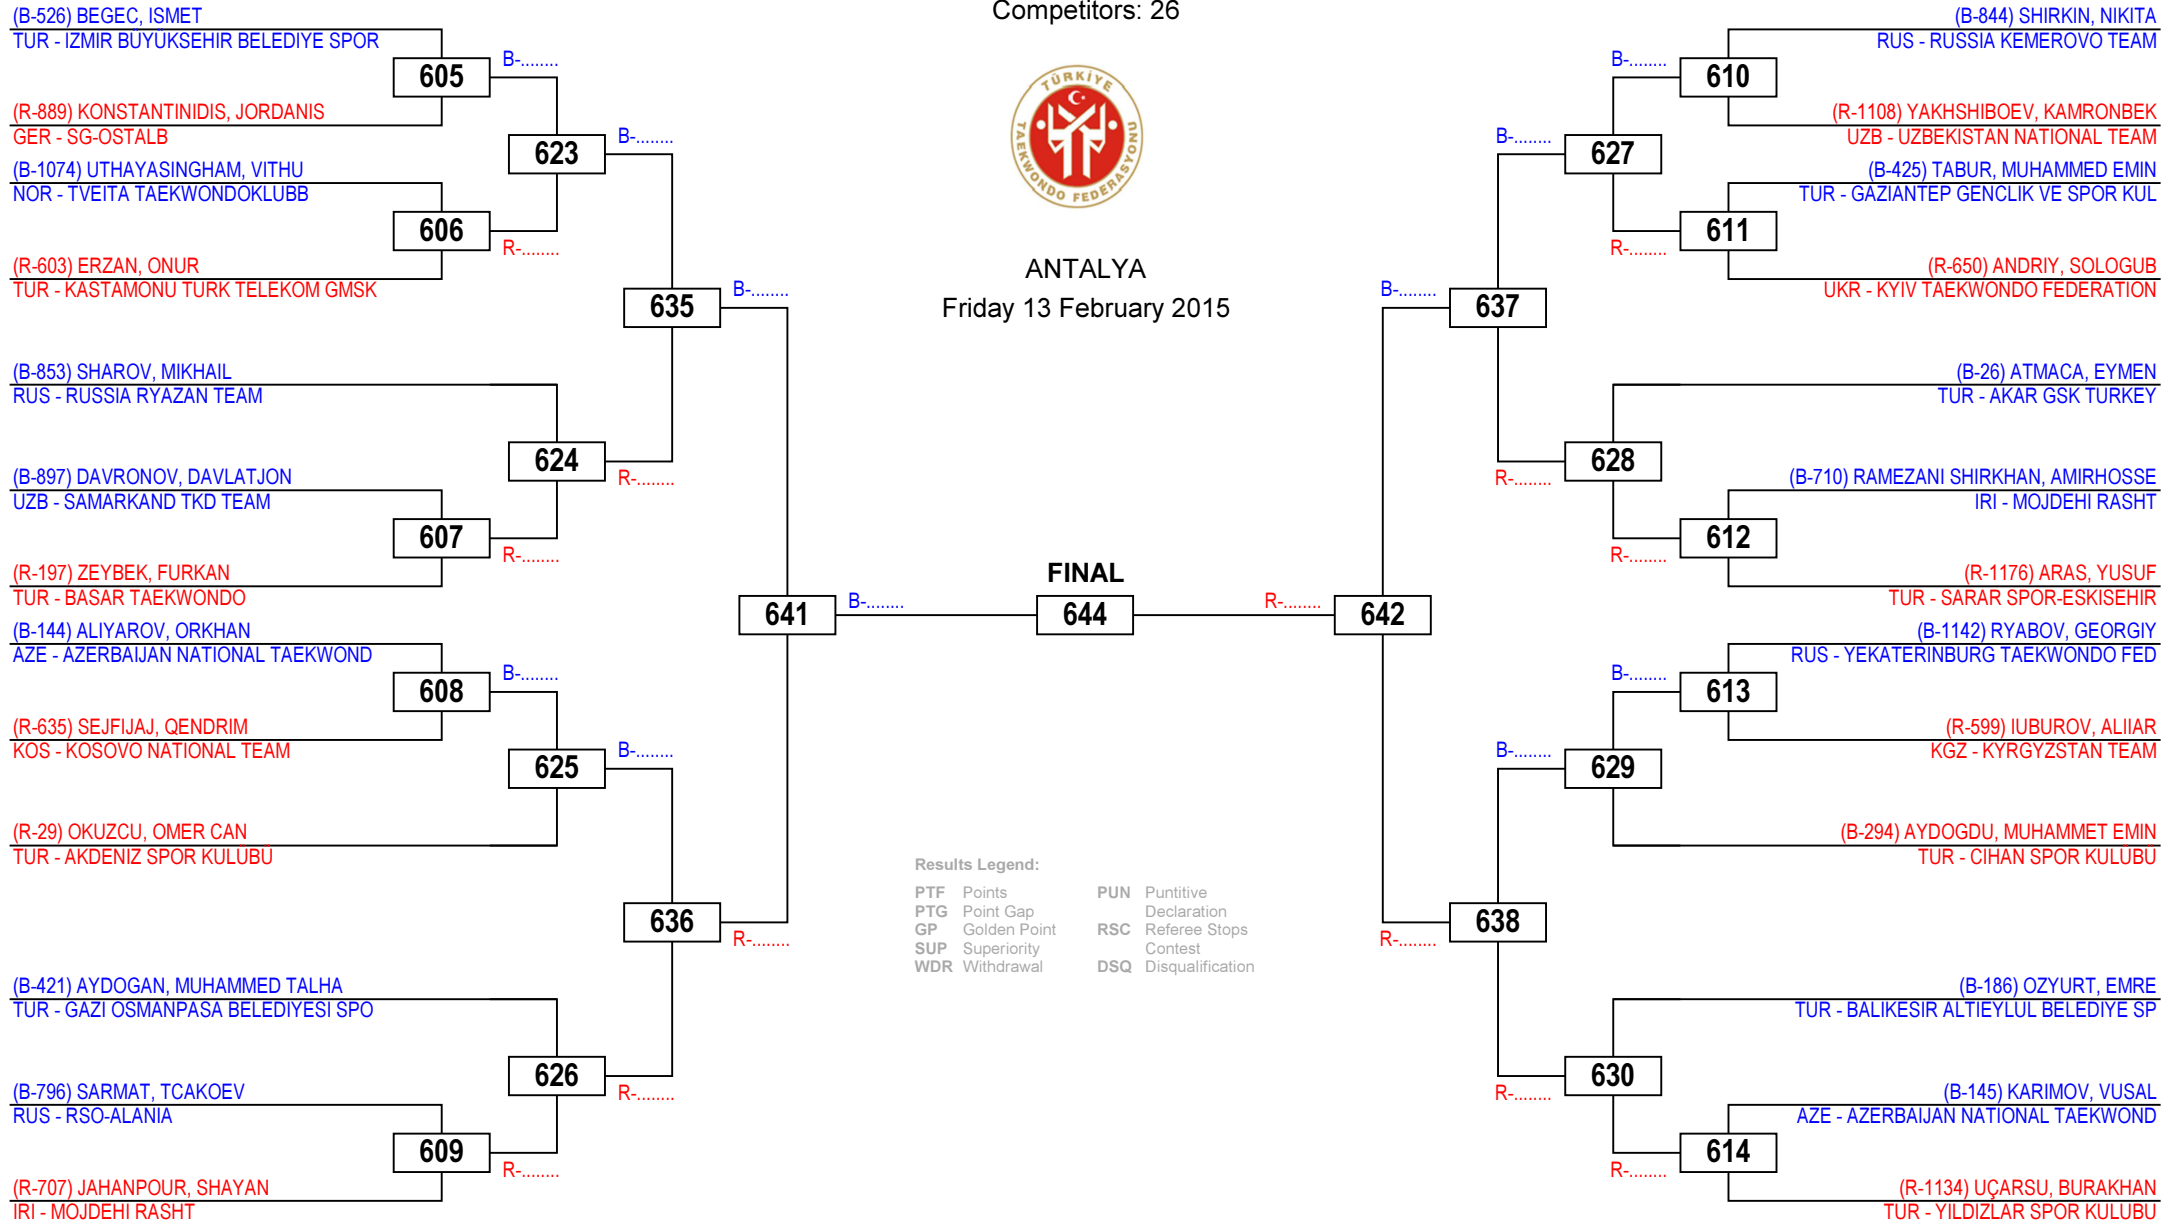 Competitors: 26
TÜRKİYE
TAEKWONDO FEDERASYONU
ANTALYA
Friday 13 February 2015
(B-526) BEGEC, ISMET
TUR - IZMIR BÜYÜKSEHIR BELEDIYE SPOR
605
B-........
(R-889) KONSTANTINIDIS, JORDANIS
GER - SG-OSTALB
623
B-........
(B-1074) UTHAYASINGHAM, VITHU
NOR - TVEITA TAEKWONDOKLUBB
606
R-........
(R-603) ERZAN, ONUR
TUR - KASTAMONU TURK TELEKOM GMSK
635
B-........
(B-853) SHAROV, MIKHAIL
RUS - RUSSIA RYAZAN TEAM
624
R-........
(B-897) DAVRONOV, DAVLATJON
UZB - SAMARKAND TKD TEAM
607
R-........
(R-197) ZEYBEK, FURKAN
TUR - BASAR TAEKWONDO
641
B-........
(B-144) ALIYAROV, ORKHAN
AZE - AZERBAIJAN NATIONAL TAEKWOND
608
B-........
(R-635) SEJFIJAJ, QENDRIM
KOS - KOSOVO NATIONAL TEAM
625
B-........
(R-29) OKUZCU, OMER CAN
TUR - AKDENIZ SPOR KULÜBÜ
636
R-........
(B-421) AYDOGAN, MUHAMMED TALHA
TUR - GAZI OSMANPASA BELEDIYESI SPO
626
R-........
(B-796) SARMAT, TCAKOEV
RUS - RSO-ALANIA
609
R-........
(R-707) JAHANPOUR, SHAYAN
IRI - MOJDEHI RASHT
FINAL
644
Results Legend:
PTF Points
PTG Point Gap
GP Golden Point
SUP Superiority
WDR Withdrawal
PUN Puntitive
Declaration
RSC Referee Stops
Contest
DSQ Disqualification
(B-844) SHIRKIN, NIKITA
RUS - RUSSIA KEMEROVO TEAM
B-........
610
(R-1108) YAKHSHIBOEV, KAMRONBEK
UZB - UZBEKISTAN NATIONAL TEAM
B-........
627
(B-425) TABUR, MUHAMMED EMIN
TUR - GAZIANTEP GENCLIK VE SPOR KUL
R-........
611
(R-650) ANDRIY, SOLOGUB
UKR - KYIV TAEKWONDO FEDERATION
B-........
637
(B-26) ATMACA, EYMEN
TUR - AKAR GSK TURKEY
R-........
628
(B-710) RAMEZANI SHIRKHAN, AMIRHOSSE
IRI - MOJDEHI RASHT
R-........
612
(R-1176) ARAS, YUSUF
TUR - SARAR SPOR-ESKISEHIR
R-........
642
(B-1142) RYABOV, GEORGIY
RUS - YEKATERINBURG TAEKWONDO FED
B-........
613
(R-599) IUBUROV, ALIIAR
KGZ - KYRGYZSTAN TEAM
B-........
629
(B-294) AYDOGDU, MUHAMMET EMIN
TUR - CIHAN SPOR KULÜBÜ
R-........
638
(B-186) OZYURT, EMRE
TUR - BALIKESIR ALTIEYLUL BELEDIYE SP
R-........
630
(B-145) KARIMOV, VUSAL
AZE - AZERBAIJAN NATIONAL TAEKWOND
R-........
614
(R-1134) UÇARSU, BURAKHAN
TUR - YILDIZLAR SPOR KULUBU